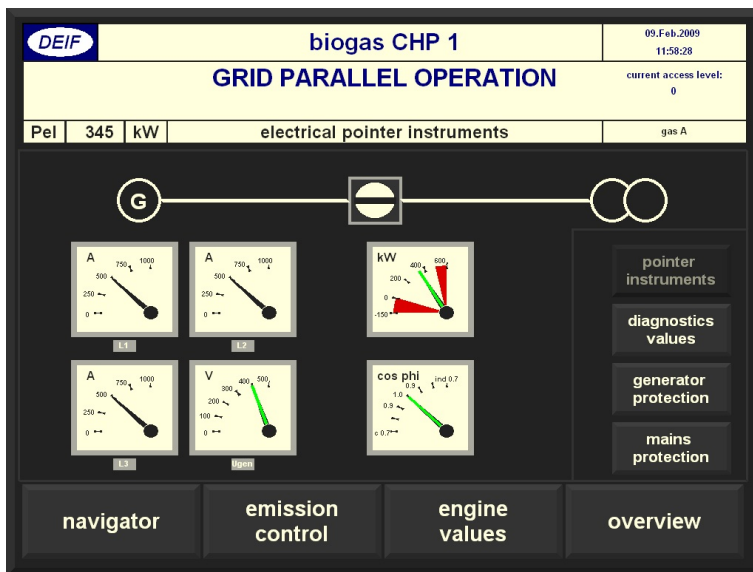 DEIF
biogas CHP 1
09.Feb.2009
11:58:28
GRID PARALLEL OPERATION
current access level:
0
Pel 345 kW
electrical pointer instruments
gas A
G
A
0
250
500
750
1000
L1
A
0
250
500
750
1000
L2
kW
-150
0
200
400
600
pointer
instruments
diagnostics
values
A
0
250
500
750
1000
L3
V
0
100
200
300
400
500
Ugen
cos phi
c 0.7
0.9
1.0
0.9
ind 0.7
generator
protection
mains
protection
navigator
emission
control
engine
values
overview